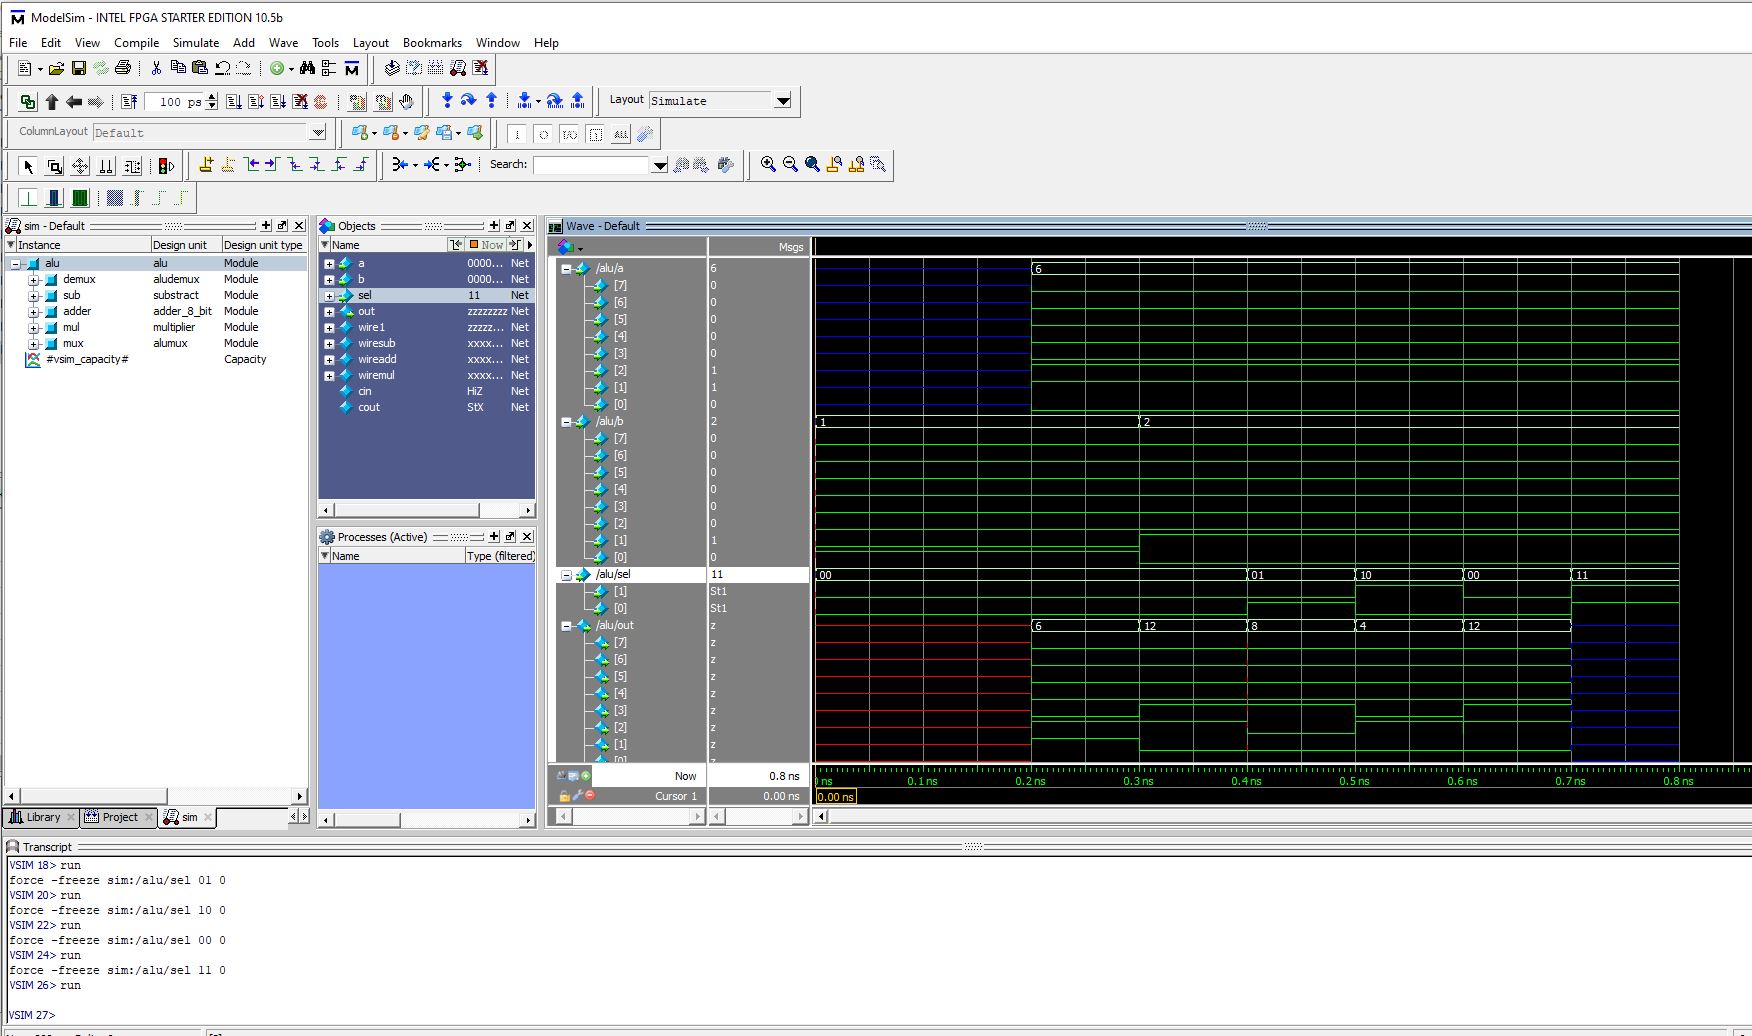 ModelSim - INTEL FPGA STARTER EDITION 10.5b
File Edit View Compile Simulate Add Wave Tools Layout Bookmarks Window Help
100 ps Layout Simulate
ColumnLayout Default ALL
Search:
sim - Default
Instance Design unit Design unit type
alu alu Module
demux aludemux Module
sub substract Module
adder adder_8_bit Module
mul multiplier Module
mux alumux Module
#vsim_capacity# Capacity
Library Project sim
Objects
Name Now
a 0000... Net
b 0000... Net
sel 11 Net
out zzzzzzzz Net
wire1 zzzzz... Net
wiresub xxxx... Net
wireadd xxxx... Net
wiremul xxxx... Net
cin HiZ Net
cout StX Net
Processes (Active)
Name Type (filtered)
Wave - Default
Msgs
/alu/a 6 6
[7] 0
[6] 0
[5] 0
[4] 0
[3] 0
[2] 1
[1] 1
[0] 0
/alu/b 2 1 2
[7] 0
[6] 0
[5] 0
[4] 0
[3] 0
[2] 0
[1] 1
[0] 0
/alu/sel 11 00 01 10 00 11
[1] St1
[0] St1
/alu/out z 6 12 8 4 12
[7] z
[6] z
[5] z
[4] z
[3] z
[2] z
[1] z
Now 0.8 ns ns 0.1 ns 0.2 ns 0.3 ns 0.4 ns 0.5 ns 0.6 ns 0.7 ns 0.8 ns
Cursor 1 0.00 ns 0.00 ns
Transcript
VSIM 18> run
force -freeze sim:/alu/sel 01 0
VSIM 20> run
force -freeze sim:/alu/sel 10 0
VSIM 22> run
force -freeze sim:/alu/sel 00 0
VSIM 24> run
force -freeze sim:/alu/sel 11 0
VSIM 26> run
VSIM 27>